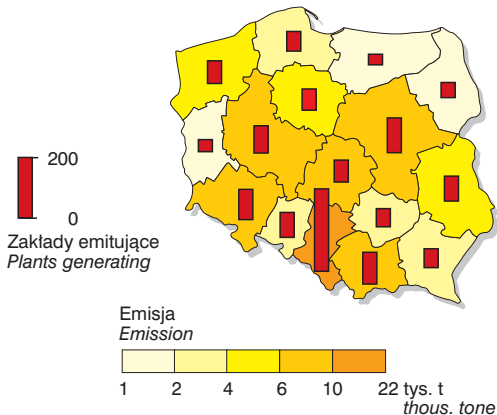 200
0
Zakłady emitujące
Plants generating
Emisja
Emission
1 2 4 6 10 22 tys. t
thous. tone